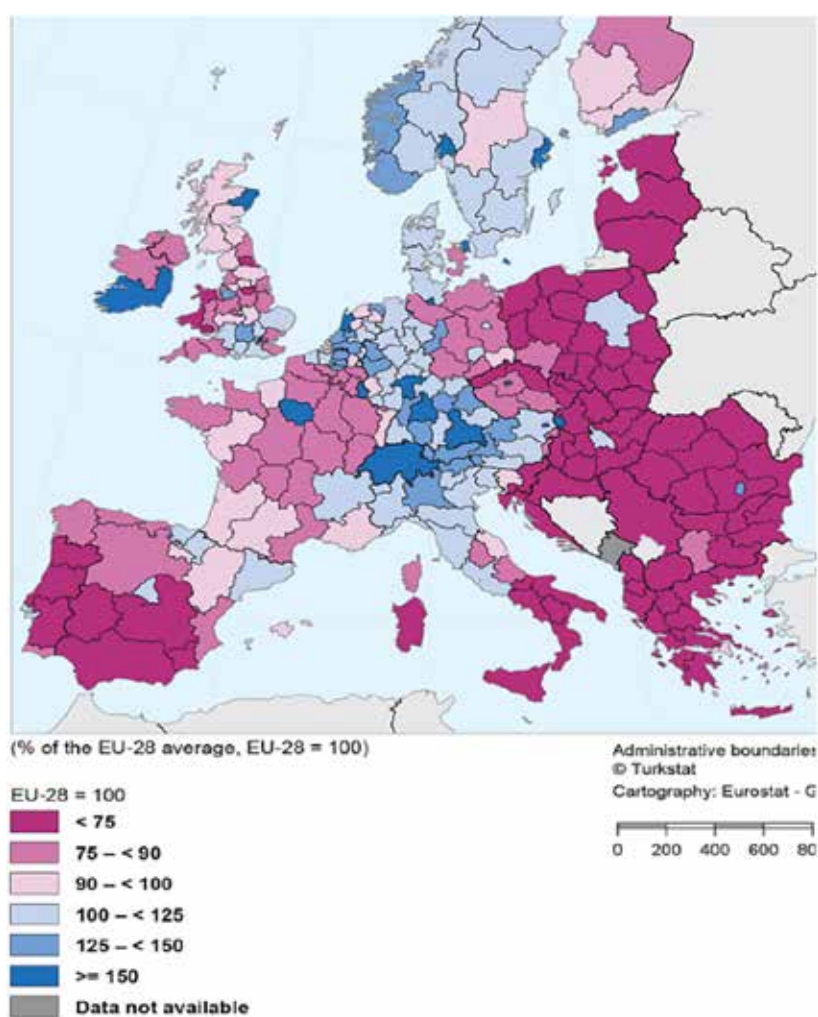 (% of the EU-28 average, EU-28 = 100)
Administrative boundaries
© Turkstat
Cartography: Eurostat - G
EU-28 = 100
< 75
75 – < 90
90 – < 100
100 – < 125
125 – < 150
>= 150
Data not available
0 200 400 600 80